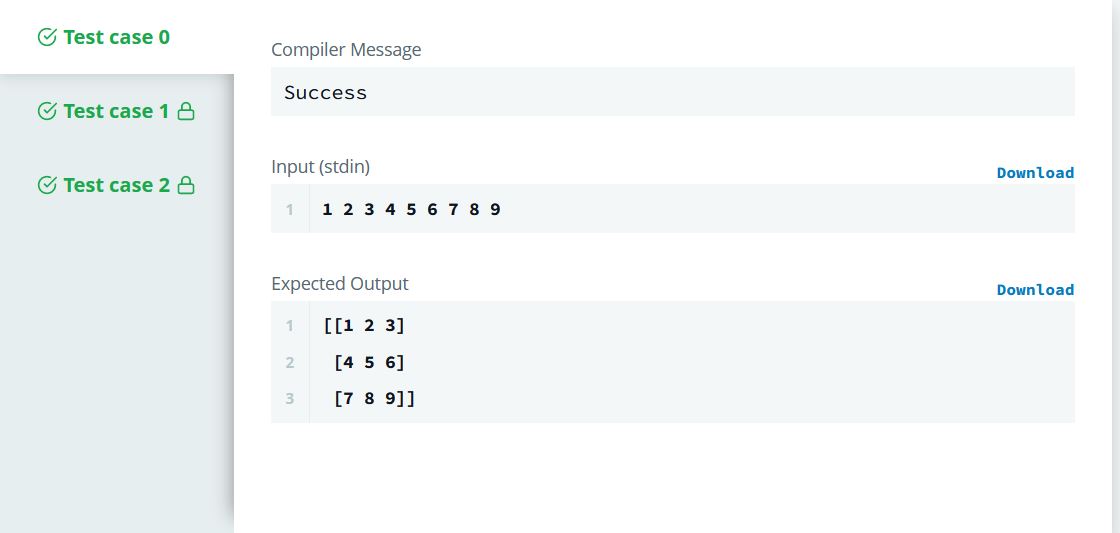 Test case 0
Test case 1
Test case 2
Compiler Message
Success
Input (stdin)
Download
1 1 2 3 4 5 6 7 8 9
Expected Output
Download
1 [[1 2 3]
2  [4 5 6]
3  [7 8 9]]